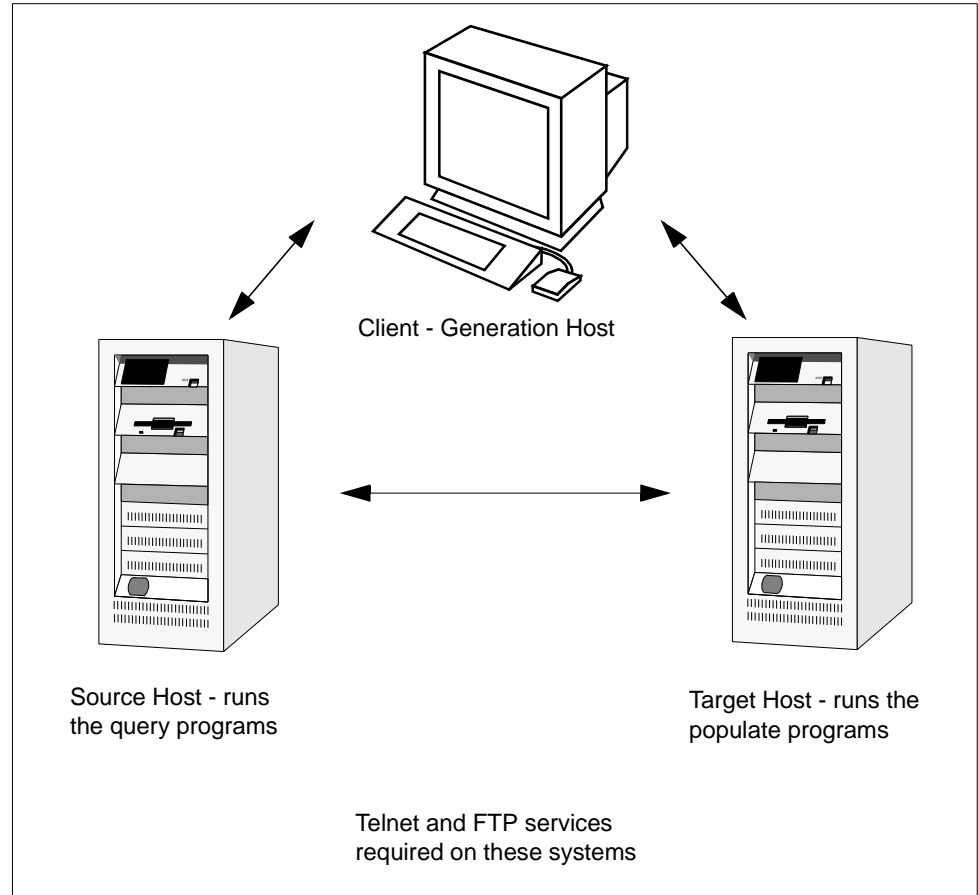 Client - Generation Host
Source Host - runs
the query programs
Target Host - runs the
populate programs
Telnet and FTP services
required on these systems